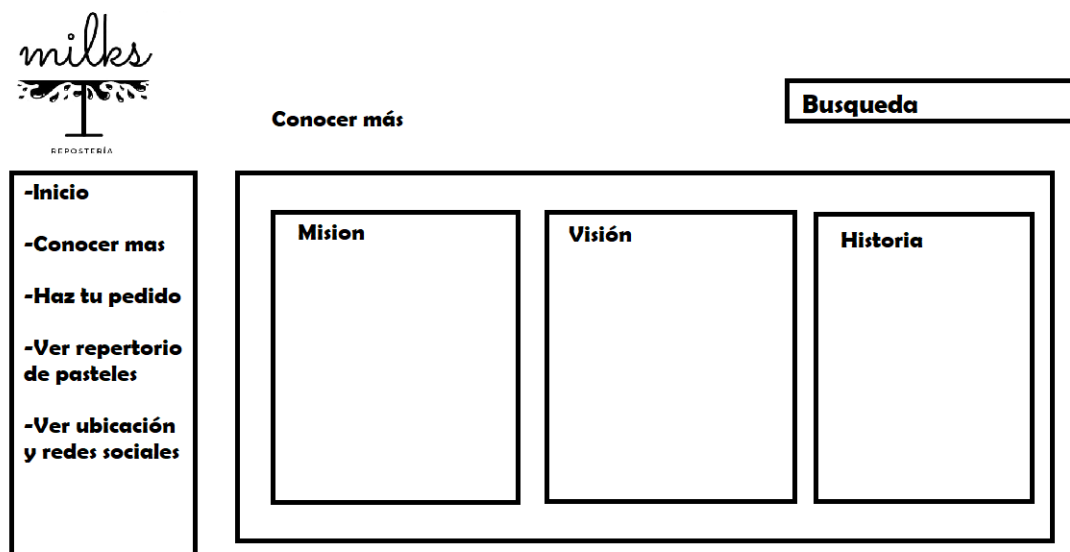 milks
REPOSTERÍA
Conocer más
Busqueda
-Inicio
-Conocer mas
-Haz tu pedido
-Ver repertorio
de pasteles
-Ver ubicación
y redes sociales
Mision
Visión
Historia